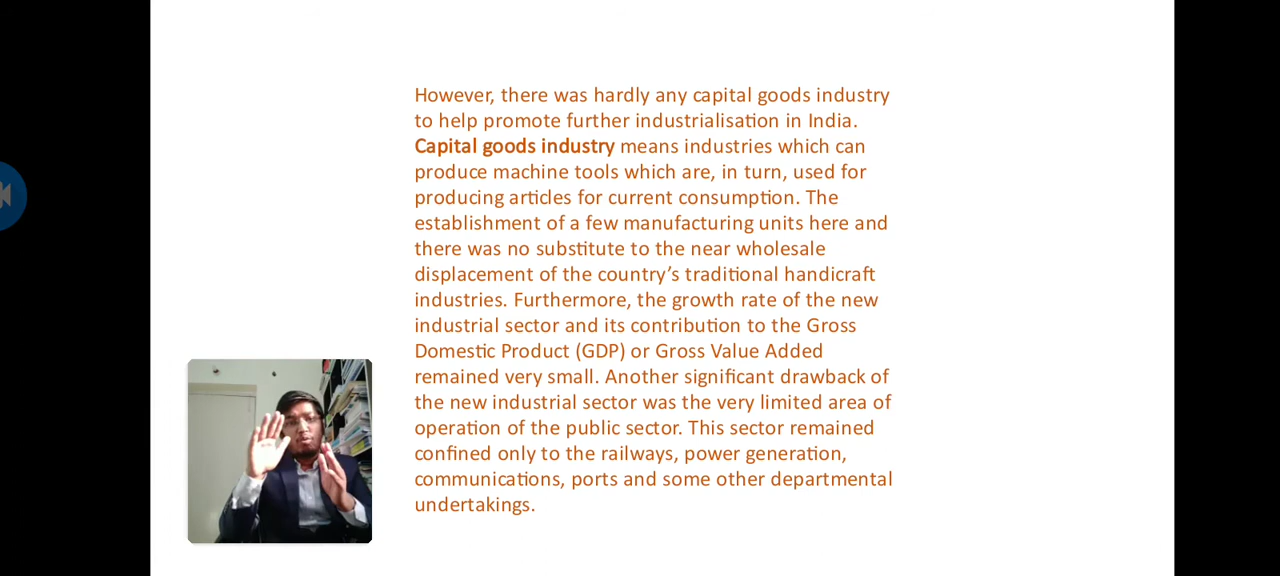 However, there was hardly any capital goods industry
to help promote further industrialisation in India.
Capital goods industry means industries which can
produce machine tools which are, in turn, used for
producing articles for current consumption. The
establishment of a few manufacturing units here and
there was no substitute to the near wholesale
displacement of the country’s traditional handicraft
industries. Furthermore, the growth rate of the new
industrial sector and its contribution to the Gross
Domestic Product (GDP) or Gross Value Added
remained very small. Another significant drawback of
the new industrial sector was the very limited area of
operation of the public sector. This sector remained
confined only to the railways, power generation,
communications, ports and some other departmental
undertakings.